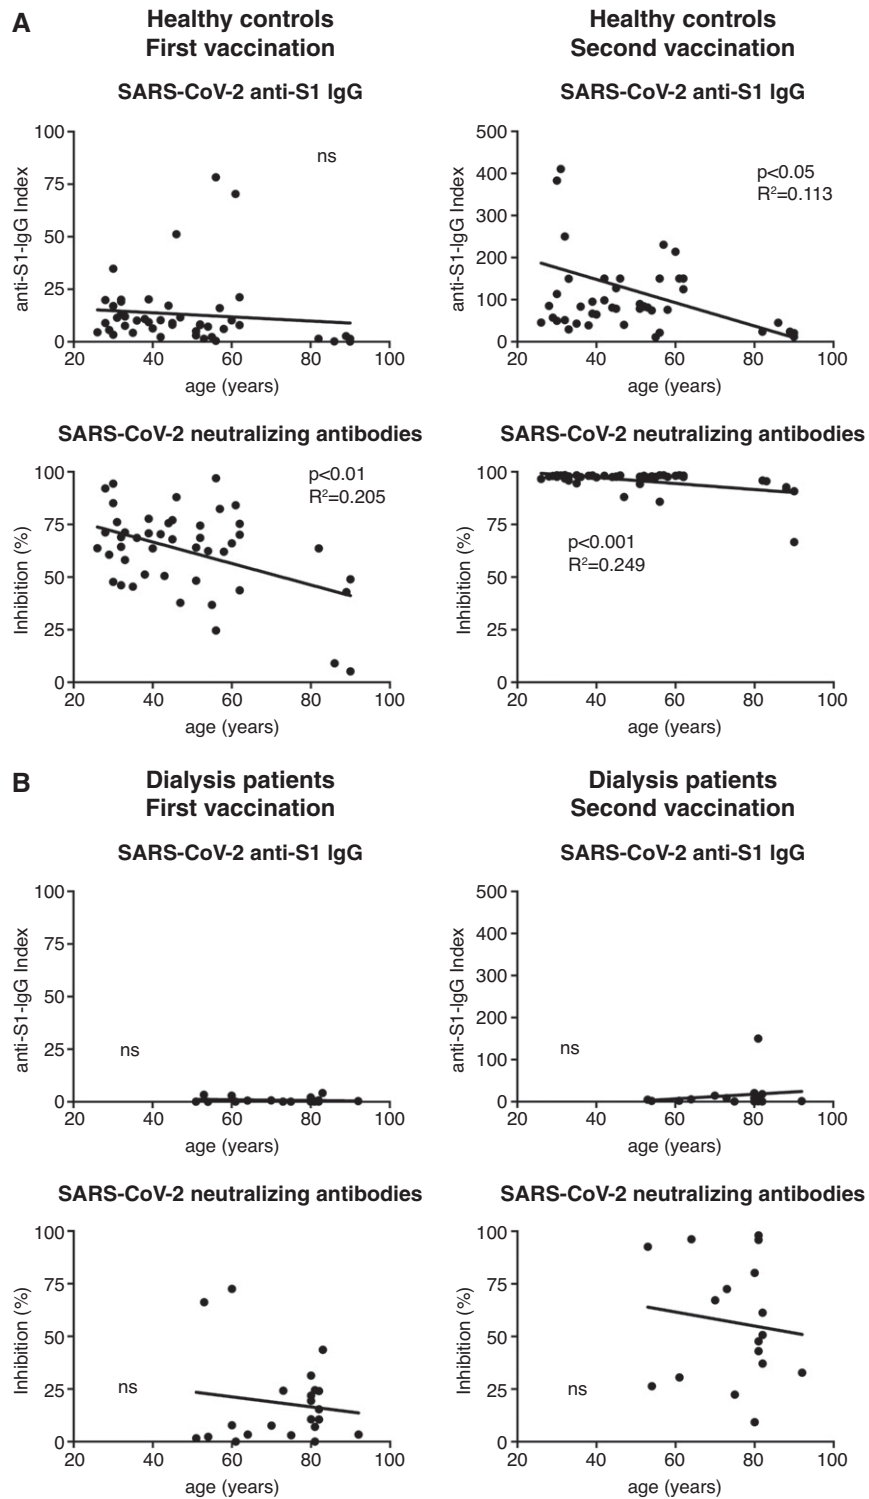 A
Healthy controls
First vaccination
SARS-CoV-2 anti-S1 IgG
anti-S1-IgG Index
100
75
50
25
0
ns
20 40 60 80 100
age (years)
Healthy controls
Second vaccination
SARS-CoV-2 anti-S1 IgG
anti-S1-IgG Index
500
400
300
200
100
0
p<0.05
R²=0.113
20 40 60 80 100
age (years)
SARS-CoV-2 neutralizing antibodies
Inhibition (%)
100
75
50
25
0
p<0.01
R²=0.205
20 40 60 80 100
age (years)
SARS-CoV-2 neutralizing antibodies
Inhibition (%)
100
75
50
25
0
p<0.001
R²=0.249
20 40 60 80 100
age (years)
B
Dialysis patients
First vaccination
SARS-CoV-2 anti-S1 IgG
anti-S1-IgG Index
100
75
50
25
0
ns
20 40 60 80 100
age (years)
Dialysis patients
Second vaccination
SARS-CoV-2 anti-S1 IgG
anti-S1-IgG Index
500
400
300
200
100
0
ns
20 40 60 80 100
age (years)
SARS-CoV-2 neutralizing antibodies
Inhibition (%)
100
75
50
25
0
ns
20 40 60 80 100
age (years)
SARS-CoV-2 neutralizing antibodies
Inhibition (%)
100
75
50
25
0
ns
20 40 60 80 100
age (years)